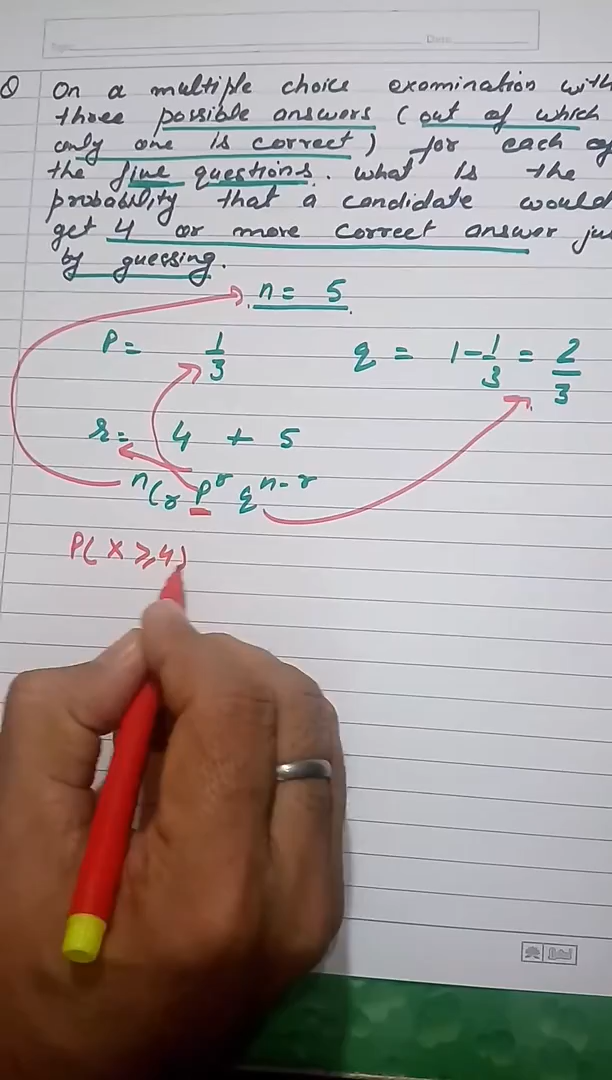 Date
Q On a multiple choice examination with
three possible answers (out of which
only one is correct) for each of
the five questions. What is the
probability that a candidate would
get 4 or more correct answer jus
by guessing.
n = 5
P = 1/3 q = 1 - 1/3 = 2/3
r = 4 + 5
nCr p^r q^n-r
P( X ≥ 4)